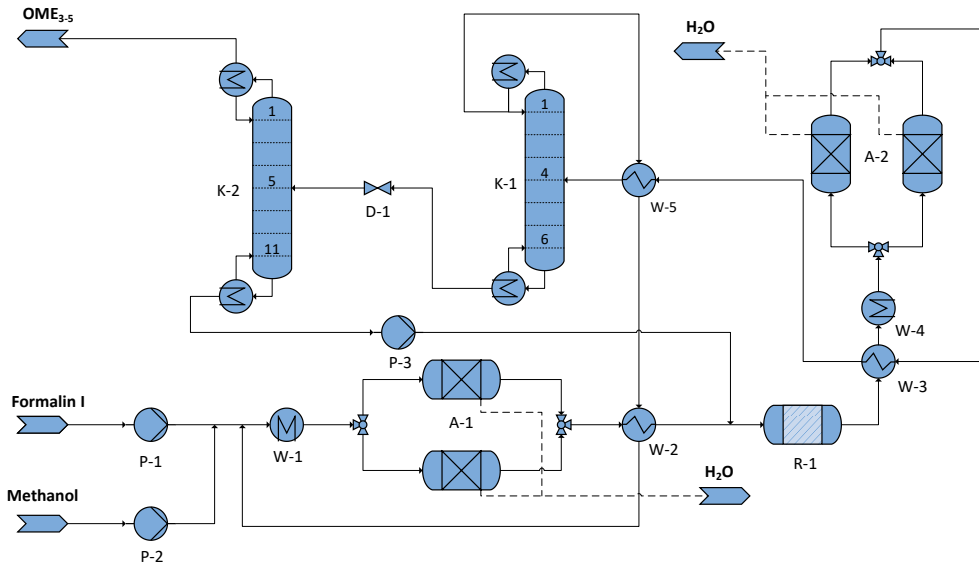 OME₃₋₅
H₂O
1
1
A-2
K-2
5
K-1
4
D-1
W-5
11
6
W-4
P-3
W-3
Formalin I
A-1
P-1
W-1
W-2
R-1
H₂O
Methanol
P-2